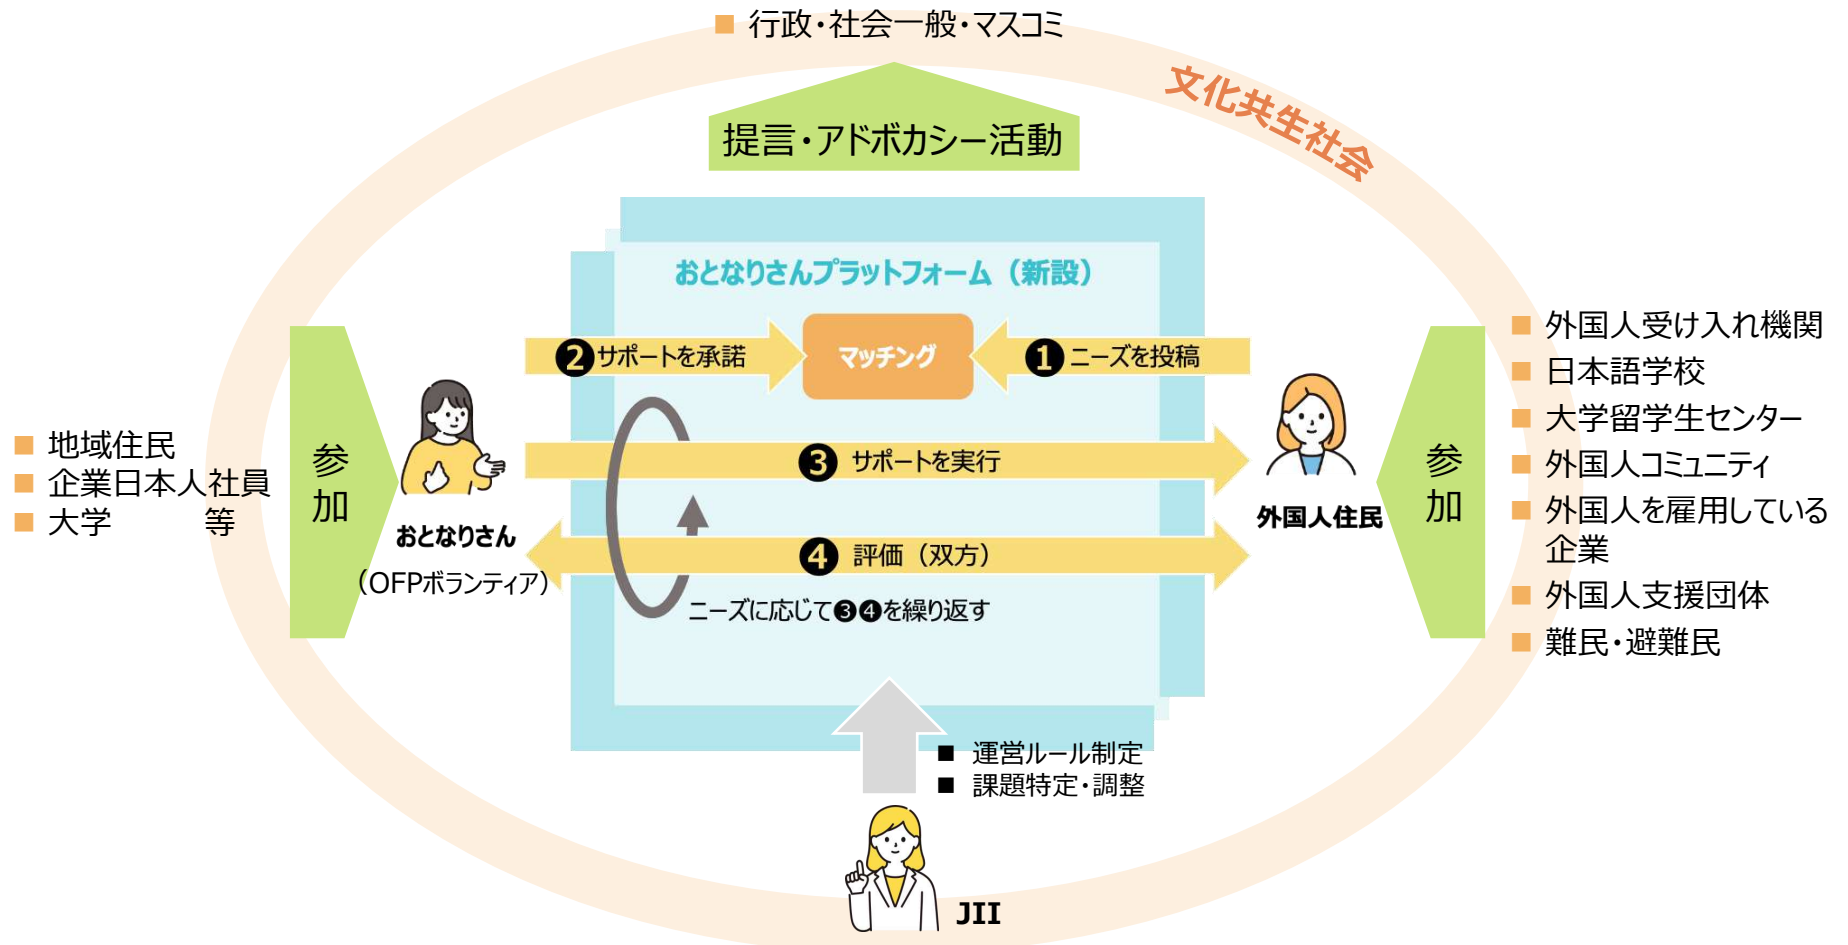 ■ 行政・社会一般・マスコミ
文化共生社会
提言・アドボカシー活動
おとなりさんプラットフォーム（新設）
❷サポートを承諾
マッチング
❶ニーズを投稿
❸ サポートを実行
❹ 評価（双方）
ニーズに応じて❸❹を繰り返す
■ 地域住民
■ 企業日本人社員
■ 大学 等
参加
おとなりさん
（OFPボランティア）
外国人住民
参加
■ 外国人受け入れ機関
■ 日本語学校
■ 大学留学生センター
■ 外国人コミュニティ
■ 外国人を雇用している
企業
■ 外国人支援団体
■ 難民・避難民
■ 運営ルール制定
■ 課題特定・調整
JII